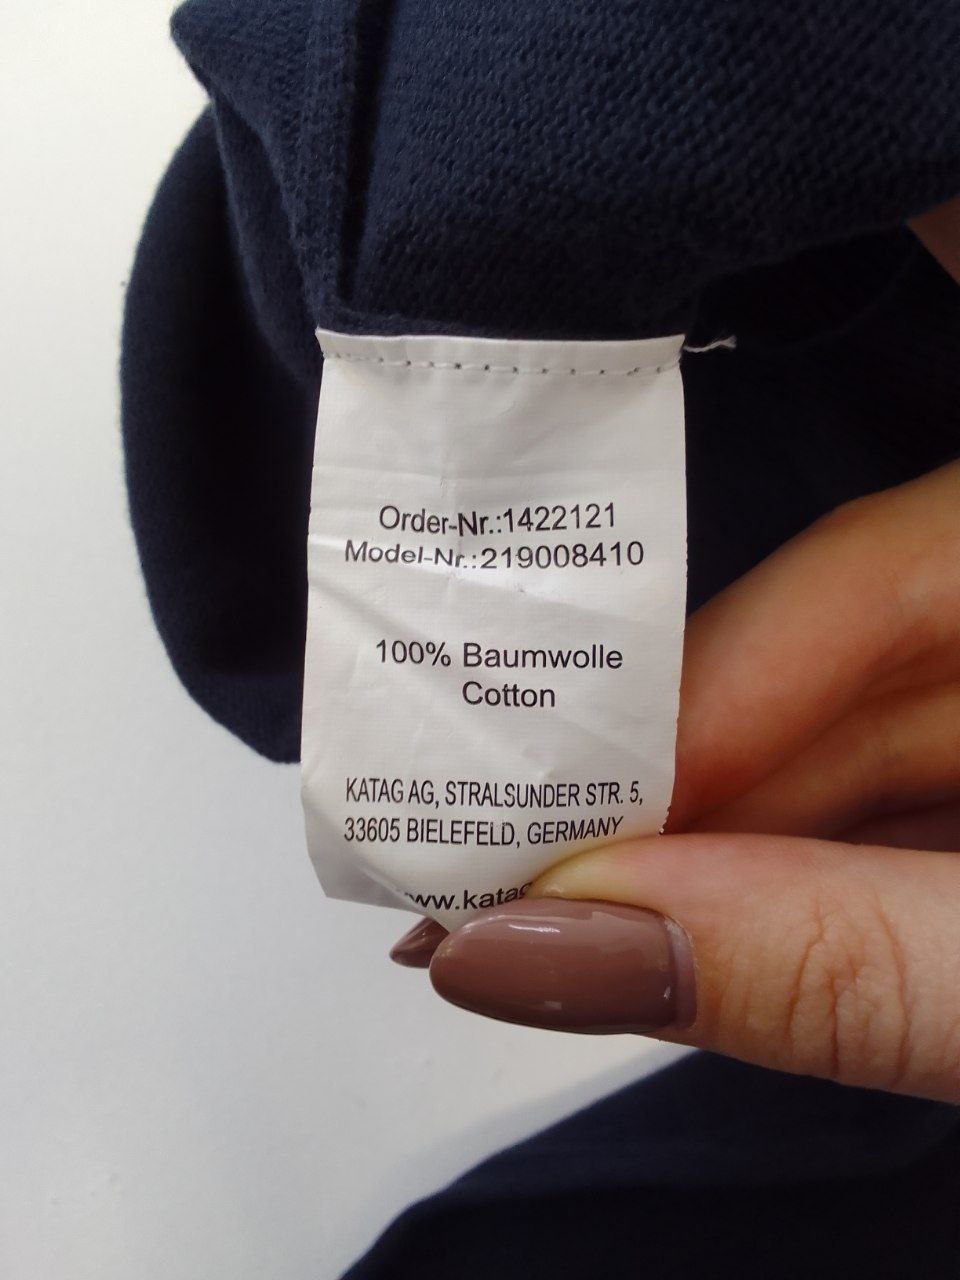 Order-Nr.:1422121
Model-Nr.:219008410
100% Baumwolle
Cotton
KATAG AG, STRALSUNDER STR. 5,
33605 BIELEFELD, GERMANY